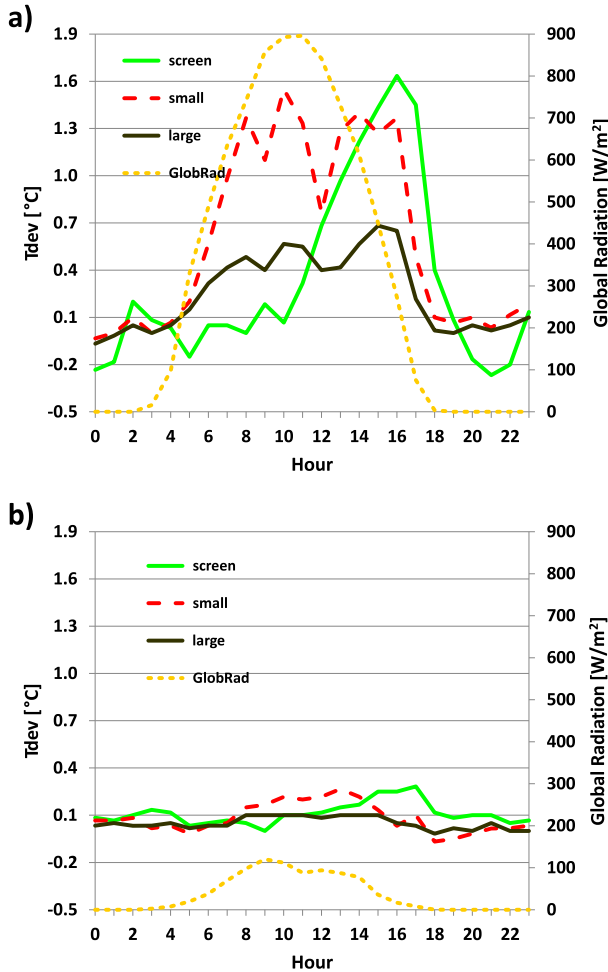 a)
1.9
1.6
1.3
1.0
0.7
0.4
0.1
-0.2
-0.5
Tdev [°C]
screen
small
large
GlobRad
900
800
700
600
500
400
300
200
100
0
Global Radiation [W/m²]
0 2 4 6 8 10 12 14 16 18 20 22
Hour
b)
1.9
1.6
1.3
1.0
0.7
0.4
0.1
-0.2
-0.5
Tdev [°C]
screen
small
large
GlobRad
900
800
700
600
500
400
300
200
100
0
Global Radiation [W/m²]
0 2 4 6 8 10 12 14 16 18 20 22
Hour